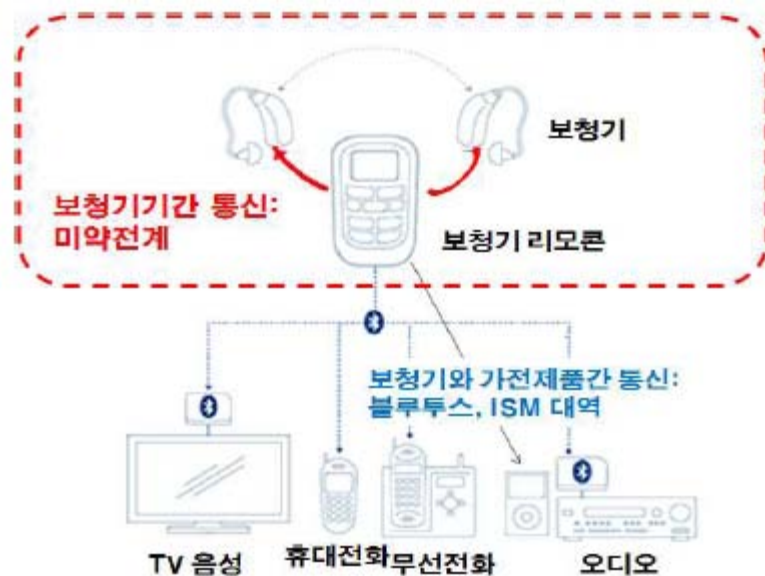 보청기
보청기기간 통신:
미약전계
보청기 리모콘
보청기와 가전제품간 통신:
블루투스, ISM 대역
TV 음성
휴대전화
무선전화
오디오